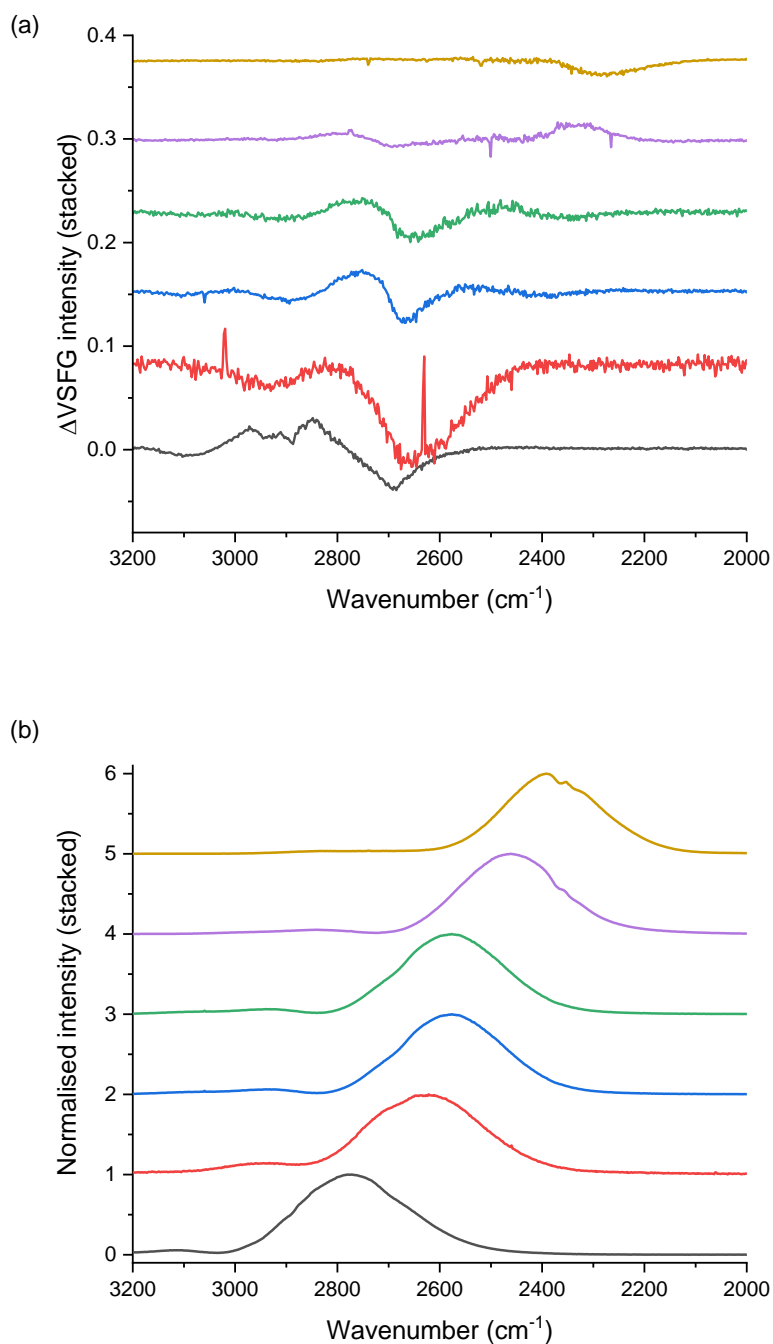 (a)
ΔVSFG intensity (stacked)
0.4
0.3
0.2
0.1
0.0
3200 3000 2800 2600 2400 2200 2000
Wavenumber (cm-1)
(b)
Normalised intensity (stacked)
6
5
4
3
2
1
0
3200 3000 2800 2600 2400 2200 2000
Wavenumber (cm-1)